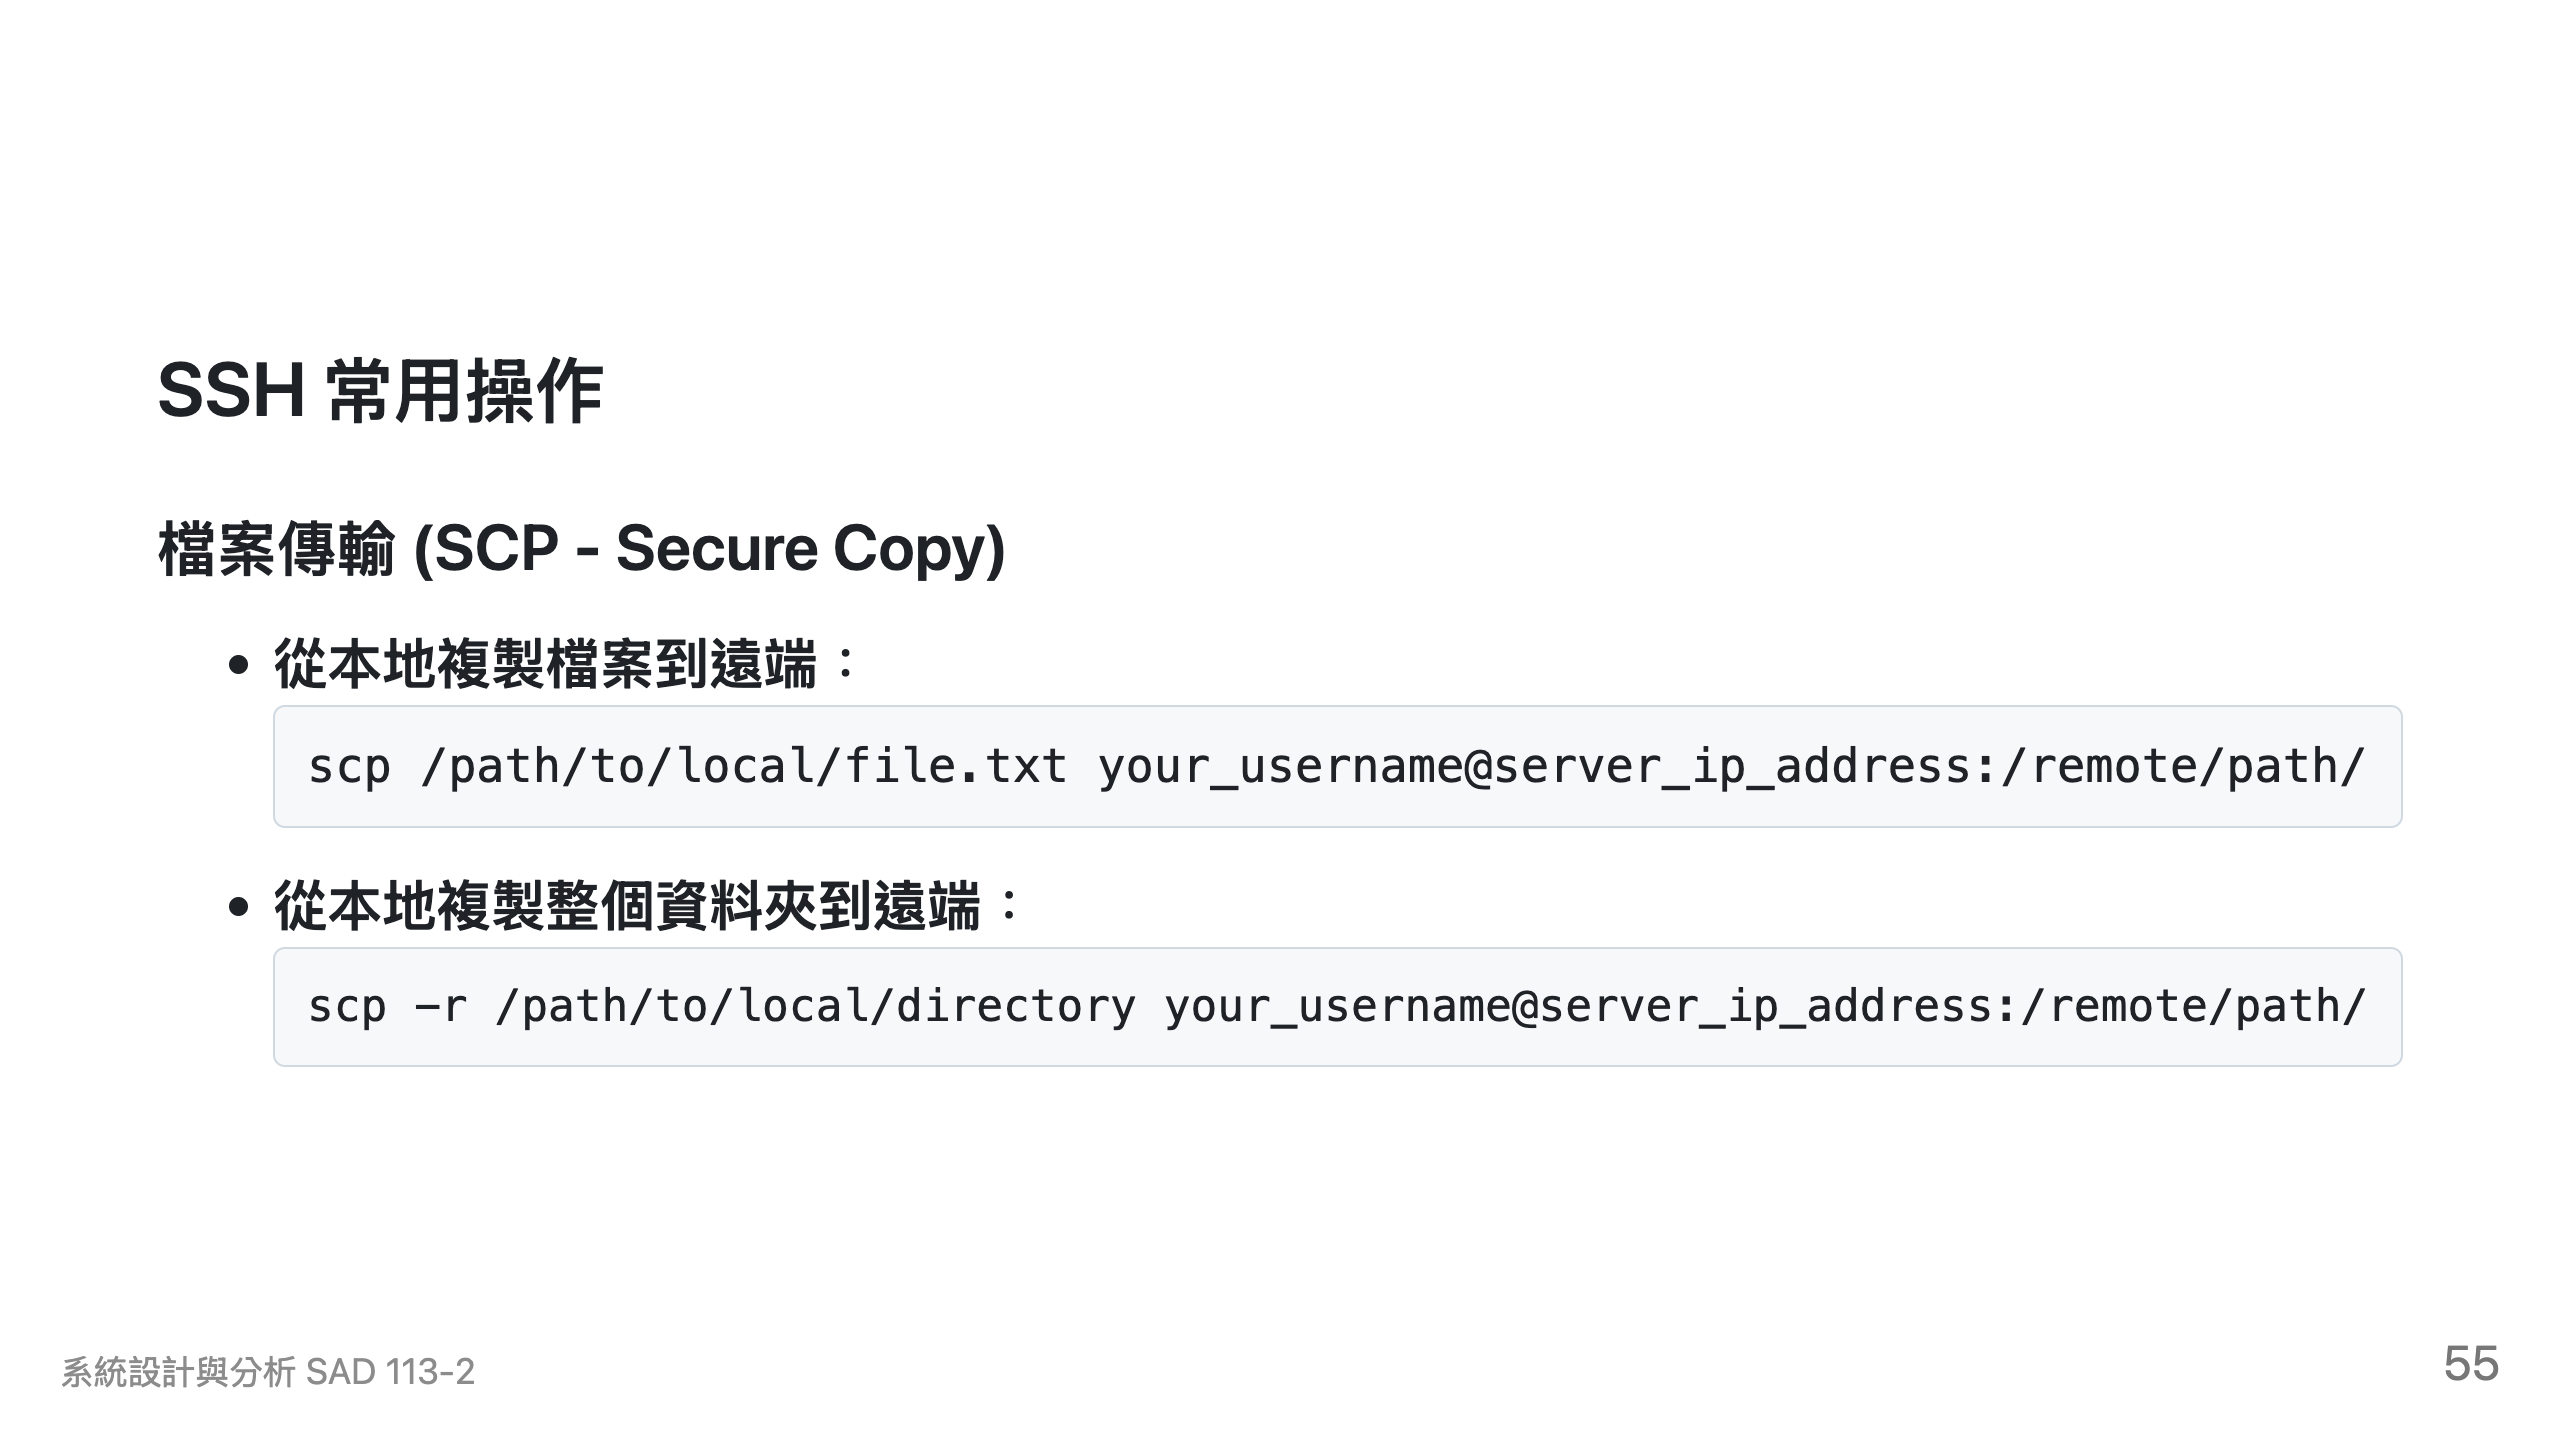 SSH 常用操作
檔案傳輸 (SCP - Secure Copy)
• 從本地複製檔案到遠端：
scp /path/to/local/file.txt your_username@server_ip_address:/remote/path/
• 從本地複製整個資料夾到遠端：
scp -r /path/to/local/directory your_username@server_ip_address:/remote/path/
系統設計與分析 SAD 113-2
55